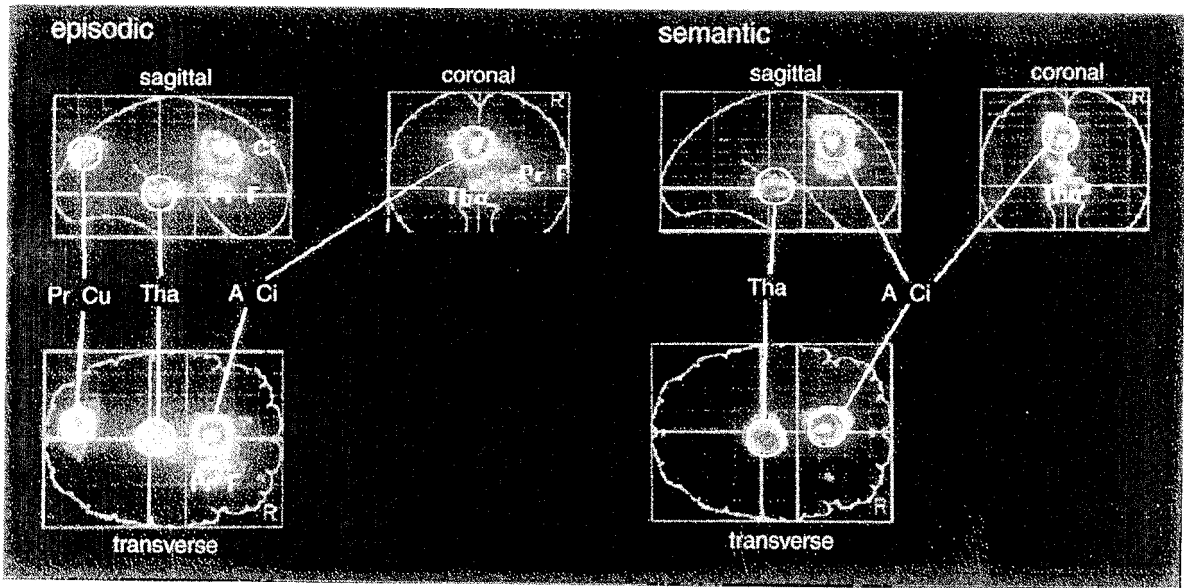 episodic
sagittal
coronal
R
Ci
Pr F
Pr F
Tha
Pr Cu Tha A Ci
R
transverse
semantic
sagittal
coronal
R
Tha
Tha A Ci
R
transverse